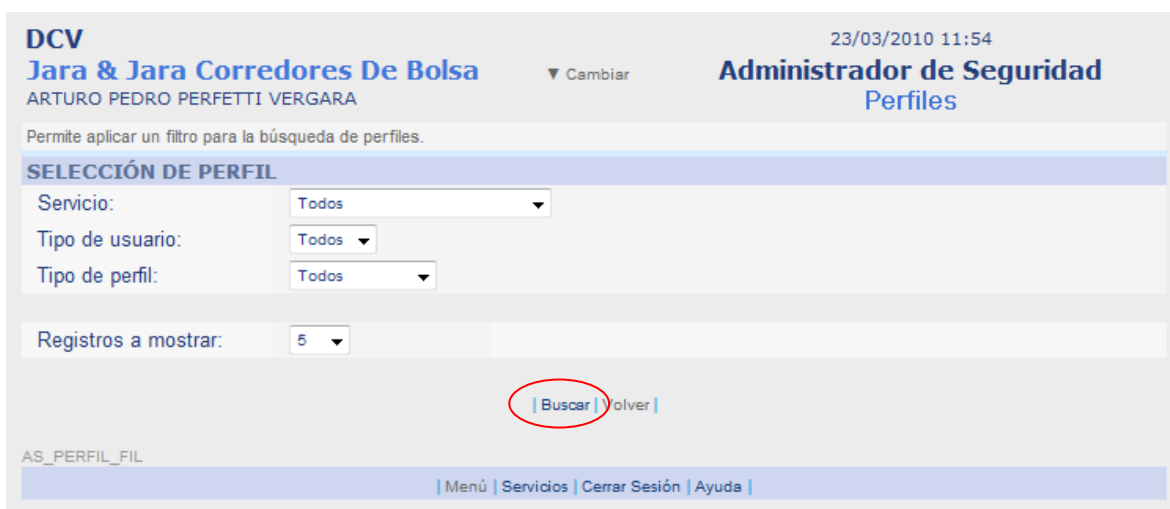 DCV
23/03/2010 11:54
Jara & Jara Corredores De Bolsa
▼ Cambiar
Administrador de Seguridad
ARTURO PEDRO PERFETTI VERGARA
Perfiles
Permite aplicar un filtro para la búsqueda de perfiles.
SELECCIÓN DE PERFIL
Servicio: Todos
Tipo de usuario: Todos
Tipo de perfil: Todos
Registros a mostrar: 5
| Buscar | Volver |
AS_PERFIL_FIL
| Menú | Servicios | Cerrar Sesión | Ayuda |